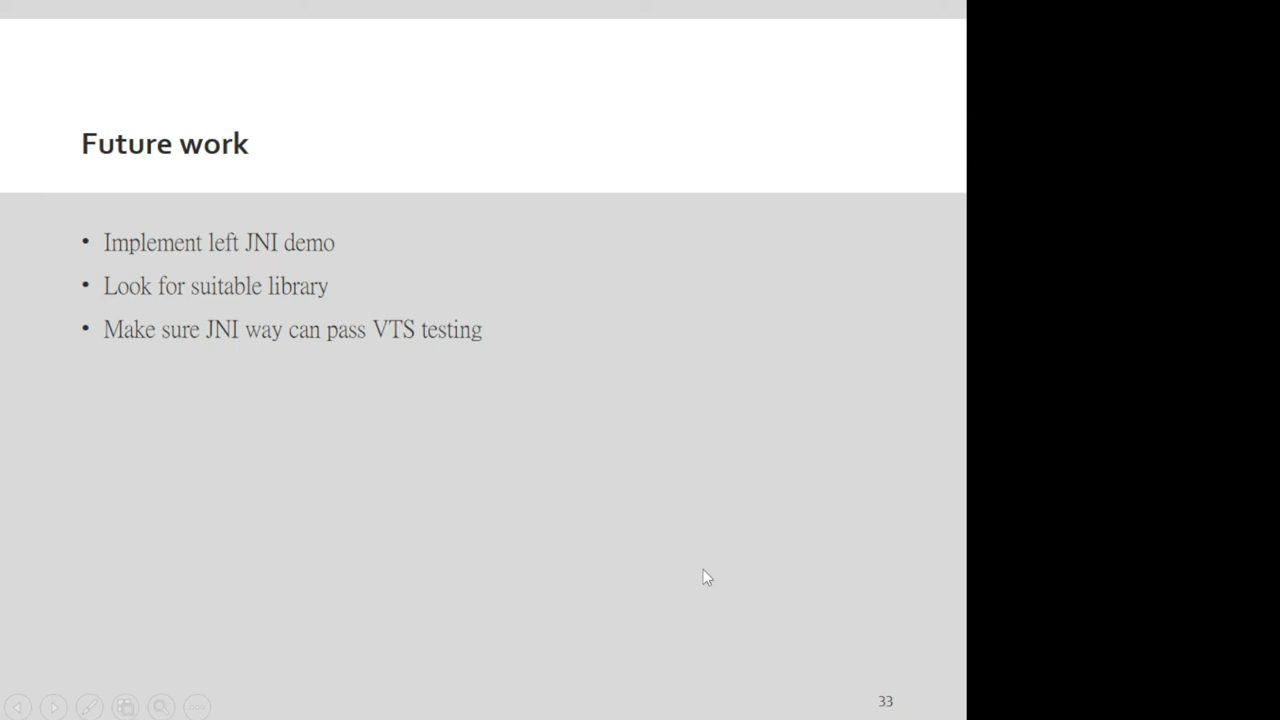 Future work
• Implement left JNI demo
• Look for suitable library
• Make sure JNI way can pass VTS testing
33